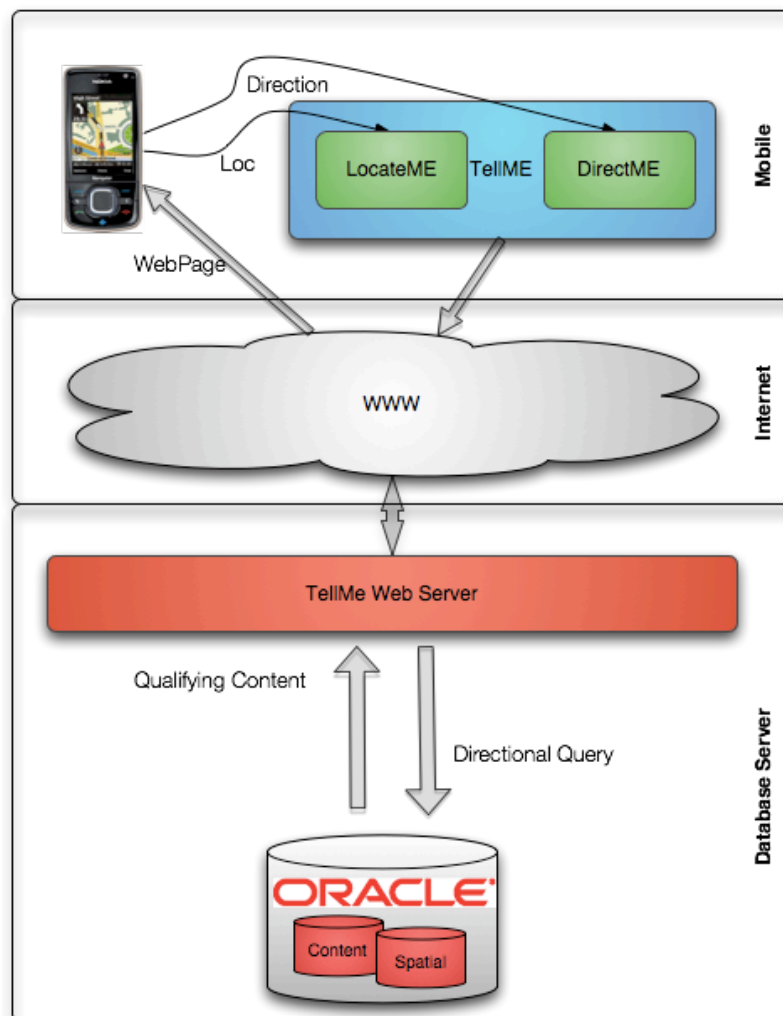 NOKIA
Direction
Loc
LocateME
TellME
DirectME
Mobile
WebPage
WWW
Internet
TellMe Web Server
Qualifying Content
Directional Query
Database Server
ORACLE
Content
Spatial